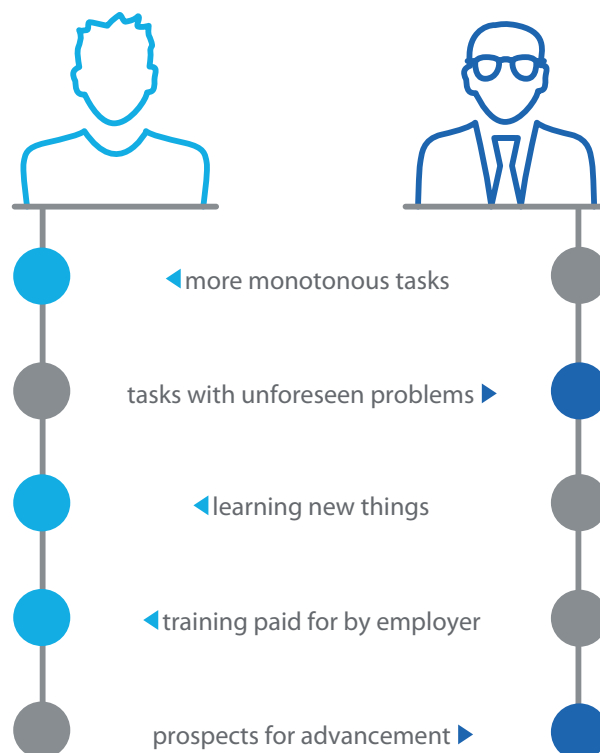 more monotonous tasks
tasks with unforeseen problems
learning new things
training paid for by employer
prospects for advancement